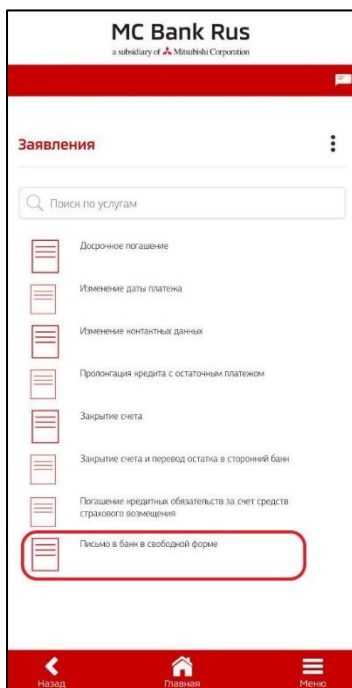 MC Bank Rus
a subsidiary of Mitsubishi Corporation
Заявления
Поиск по услугам
Досрочное погашение
Изменение даты платежа
Изменение контактных данных
Пролонгация кредита с остаточным платежом
Закрытие счета
Закрытие счета и перевод остатка в сторонний банк
Погашение кредитных обязательств за счет средств
страхового возмещения
Письмо в банк в свободной форме
Назад
Главная
Меню